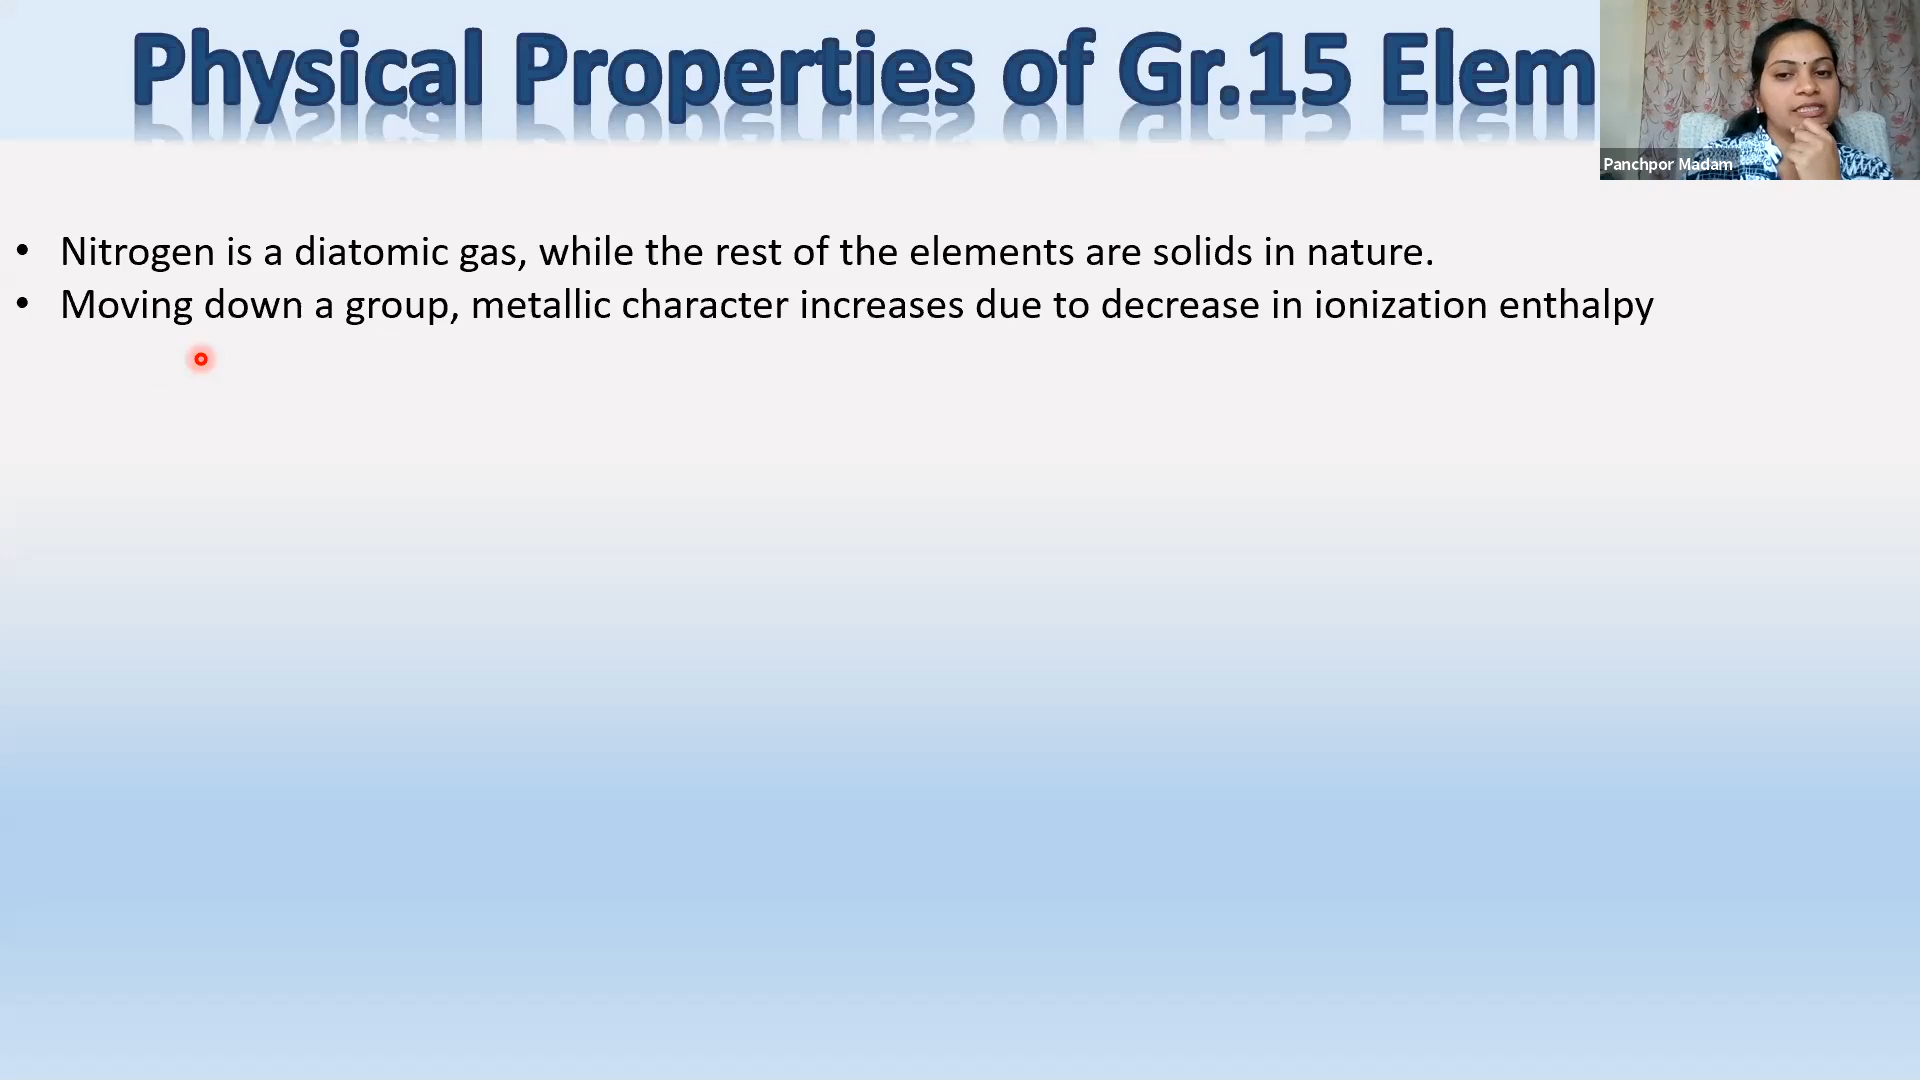 Physical Properties of Gr.15 Elem
Panchpor Madam
• Nitrogen is a diatomic gas, while the rest of the elements are solids in nature.
• Moving down a group, metallic character increases due to decrease in ionization enthalpy